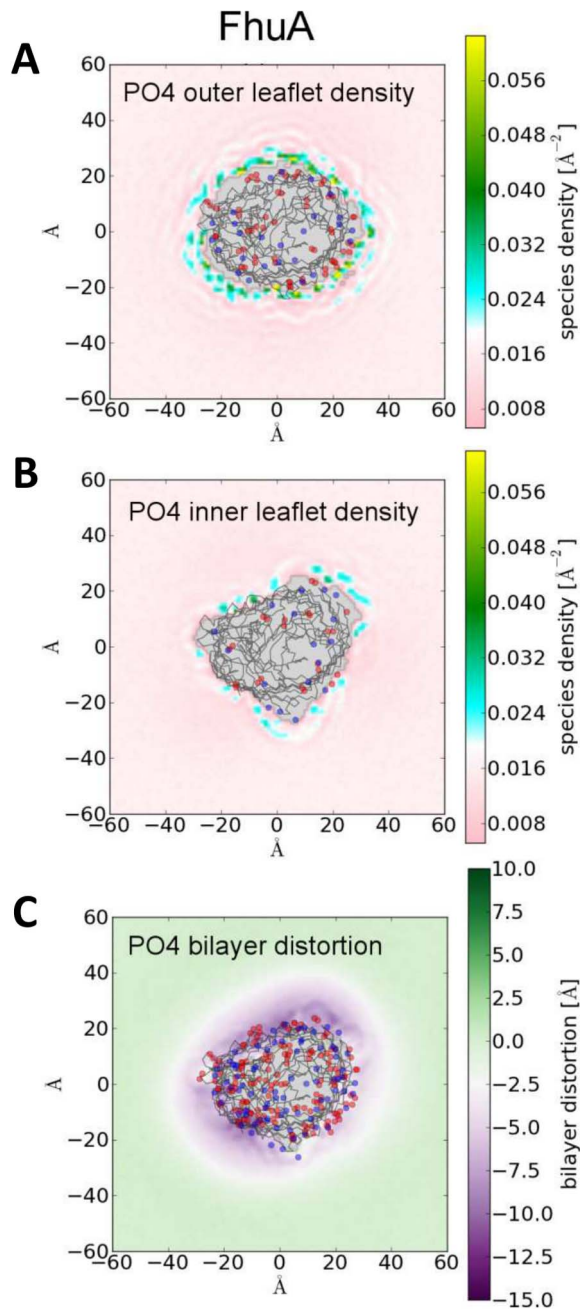 FhuA
A
PO4 outer leaflet density
60
40
20
0
−20
−40
−60
−60 −40 −20 0 20 40 60
Å
Å
0.056
0.048
0.040
0.032
0.024
0.016
0.008
species density [Å⁻²]
B
PO4 inner leaflet density
60
40
20
0
−20
−40
−60
−60 −40 −20 0 20 40 60
Å
Å
0.056
0.048
0.040
0.032
0.024
0.016
0.008
species density [Å⁻²]
C
PO4 bilayer distortion
60
40
20
0
−20
−40
−60
−60 −40 −20 0 20 40 60
Å
Å
10.0
7.5
5.0
2.5
0.0
−2.5
−5.0
−7.5
−10.0
−12.5
−15.0
bilayer distortion [Å]